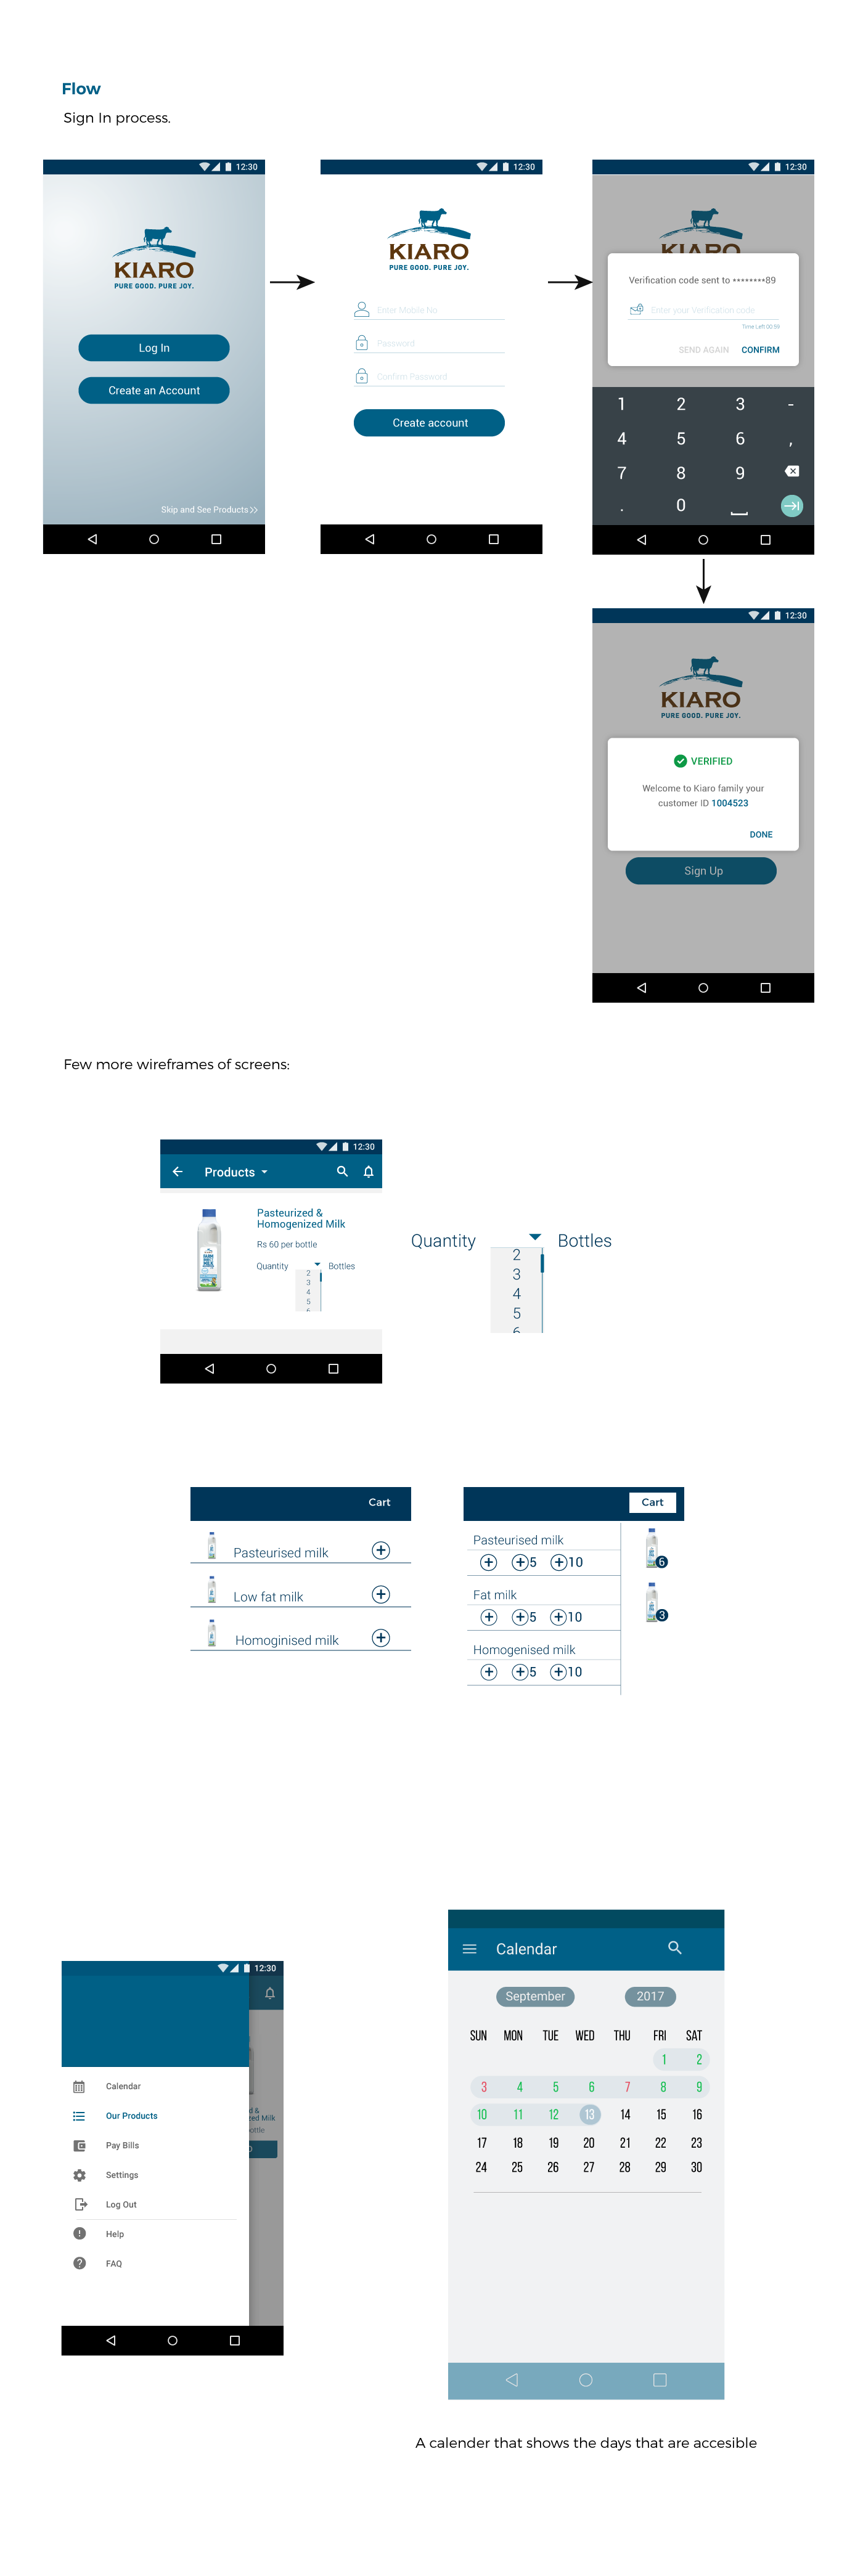 Flow
Sign In process.
12:30
KIARO
PURE GOOD. PURE JOY.
Log In
Create an Account
Skip and See Products
12:30
KIARO
PURE GOOD. PURE JOY.
Enter Mobile No
Password
Confirm Password
Create account
12:30
KIARO
Verification code sent to ********89
Enter your Verification code
Time Left 00:59
SEND AGAIN CONFIRM
1 2 3 -
4 5 6 ,
7 8 9
. 0
12:30
KIARO
PURE GOOD. PURE JOY.
VERIFIED
Welcome to Kiaro family your
customer ID 1004523
DONE
Sign Up
Few more wireframes of screens:
12:30
Products
Pasteurized &
Homogenized Milk
Rs 60 per bottle
Quantity Bottles
2
3
4
5
6
Quantity Bottles
2
3
4
5
6
Cart
Pasteurised milk
Low fat milk
Homoginised milk
Cart
Pasteurised milk
+ +5 +10
Fat milk
+ +5 +10
Homogenised milk
+ +5 +10
6
3
12:30
Calendar
Our Products
Pay Bills
Settings
Log Out
Help
FAQ
d &
zed Milk
ottle
Calendar
September 2017
SUN MON TUE WED THU FRI SAT
1 2
3 4 5 6 7 8 9
10 11 12 13 14 15 16
17 18 19 20 21 22 23
24 25 26 27 28 29 30
A calender that shows the days that are accesible